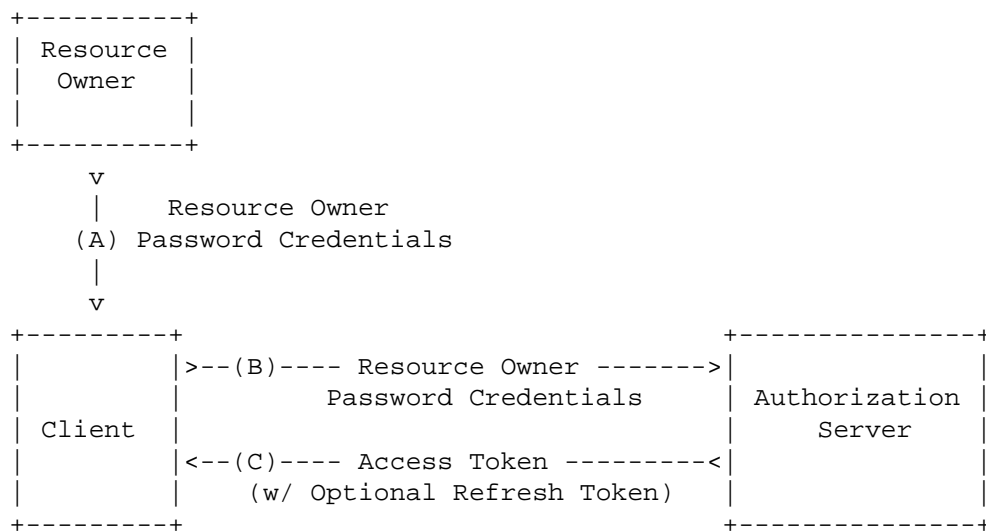 +----------+
| Resource |
|  Owner   |
|          |
+----------+
     v
     |    Resource Owner
    (A) Password Credentials
     |
     v
+---------+                                  +---------------+
|         |>--(B)---- Resource Owner ------->|               |
|         |         Password Credentials     | Authorization |
| Client  |                                  |     Server    |
|         |<--(C)---- Access Token ---------<|               |
|         |    (w/ Optional Refresh Token)   |               |
+---------+                                  +---------------+